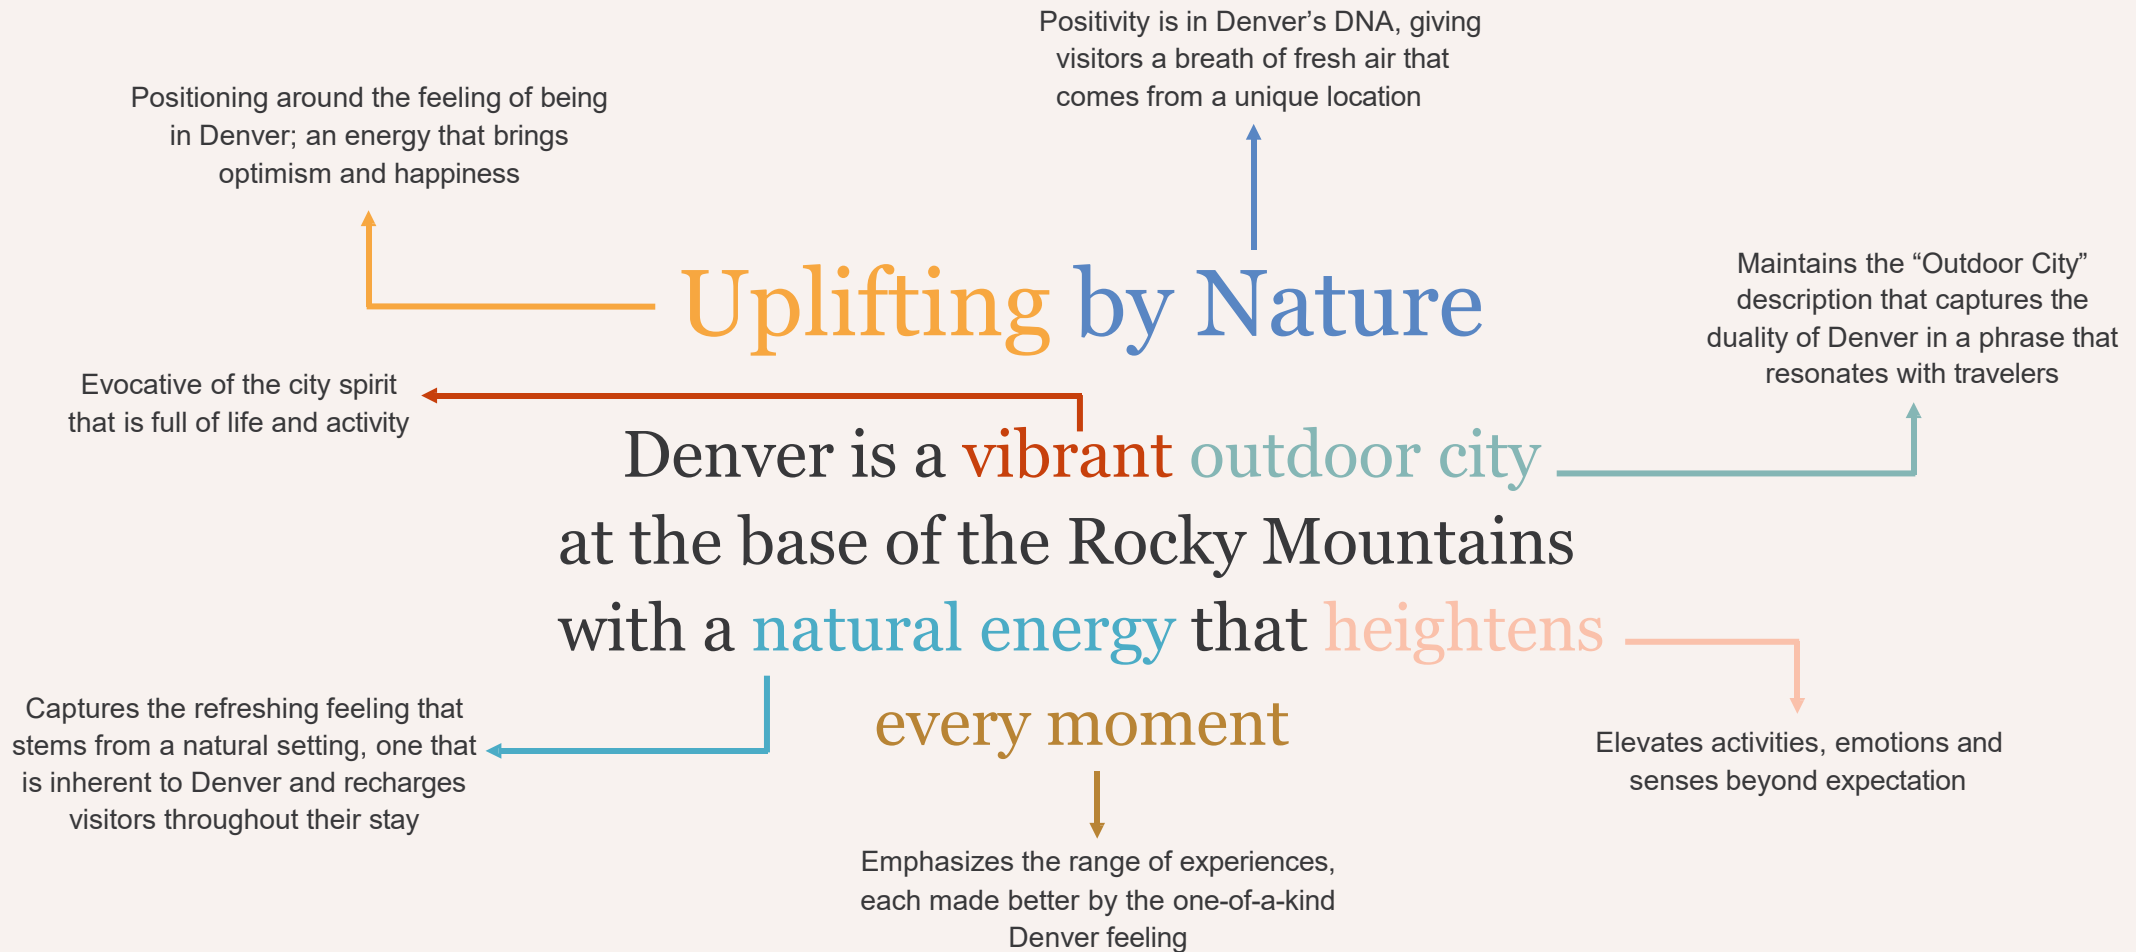 Positivity is in Denver’s DNA, giving
visitors a breath of fresh air that
comes from a unique location
Positioning around the feeling of being
in Denver; an energy that brings
optimism and happiness
Uplifting by Nature
Maintains the “Outdoor City”
description that captures the
duality of Denver in a phrase that
resonates with travelers
Evocative of the city spirit
that is full of life and activity
Denver is a vibrant outdoor city
at the base of the Rocky Mountains
with a natural energy that heightens
every moment
Captures the refreshing feeling that
stems from a natural setting, one that
is inherent to Denver and recharges
visitors throughout their stay
Elevates activities, emotions and
senses beyond expectation
Emphasizes the range of experiences,
each made better by the one-of-a-kind
Denver feeling